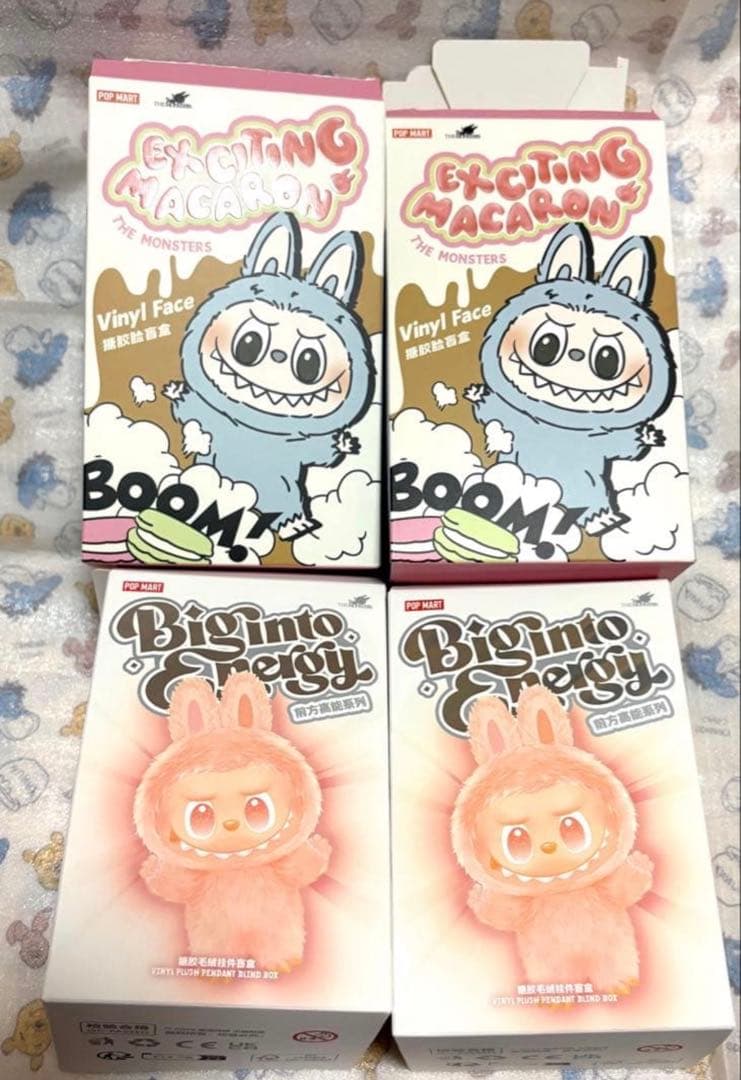 POP MART
EXCITING
MACARON
THE MONSTERS
Vinyl Face
搪胶脸盲盒
BOOM!
POP MART
EXCITING
MACARON
THE MONSTERS
Vinyl Face
搪胶脸盲盒
BOOM!
POP MART
Big into
Energy
前方高能系列
搪胶毛绒挂件盲盒
VINYL PLUSH PENDANT BLIND BOX
POP MART
Big into
Energy
前方高能系列
搪胶毛绒挂件盲盒
VINYL PLUSH PENDANT BLIND BOX